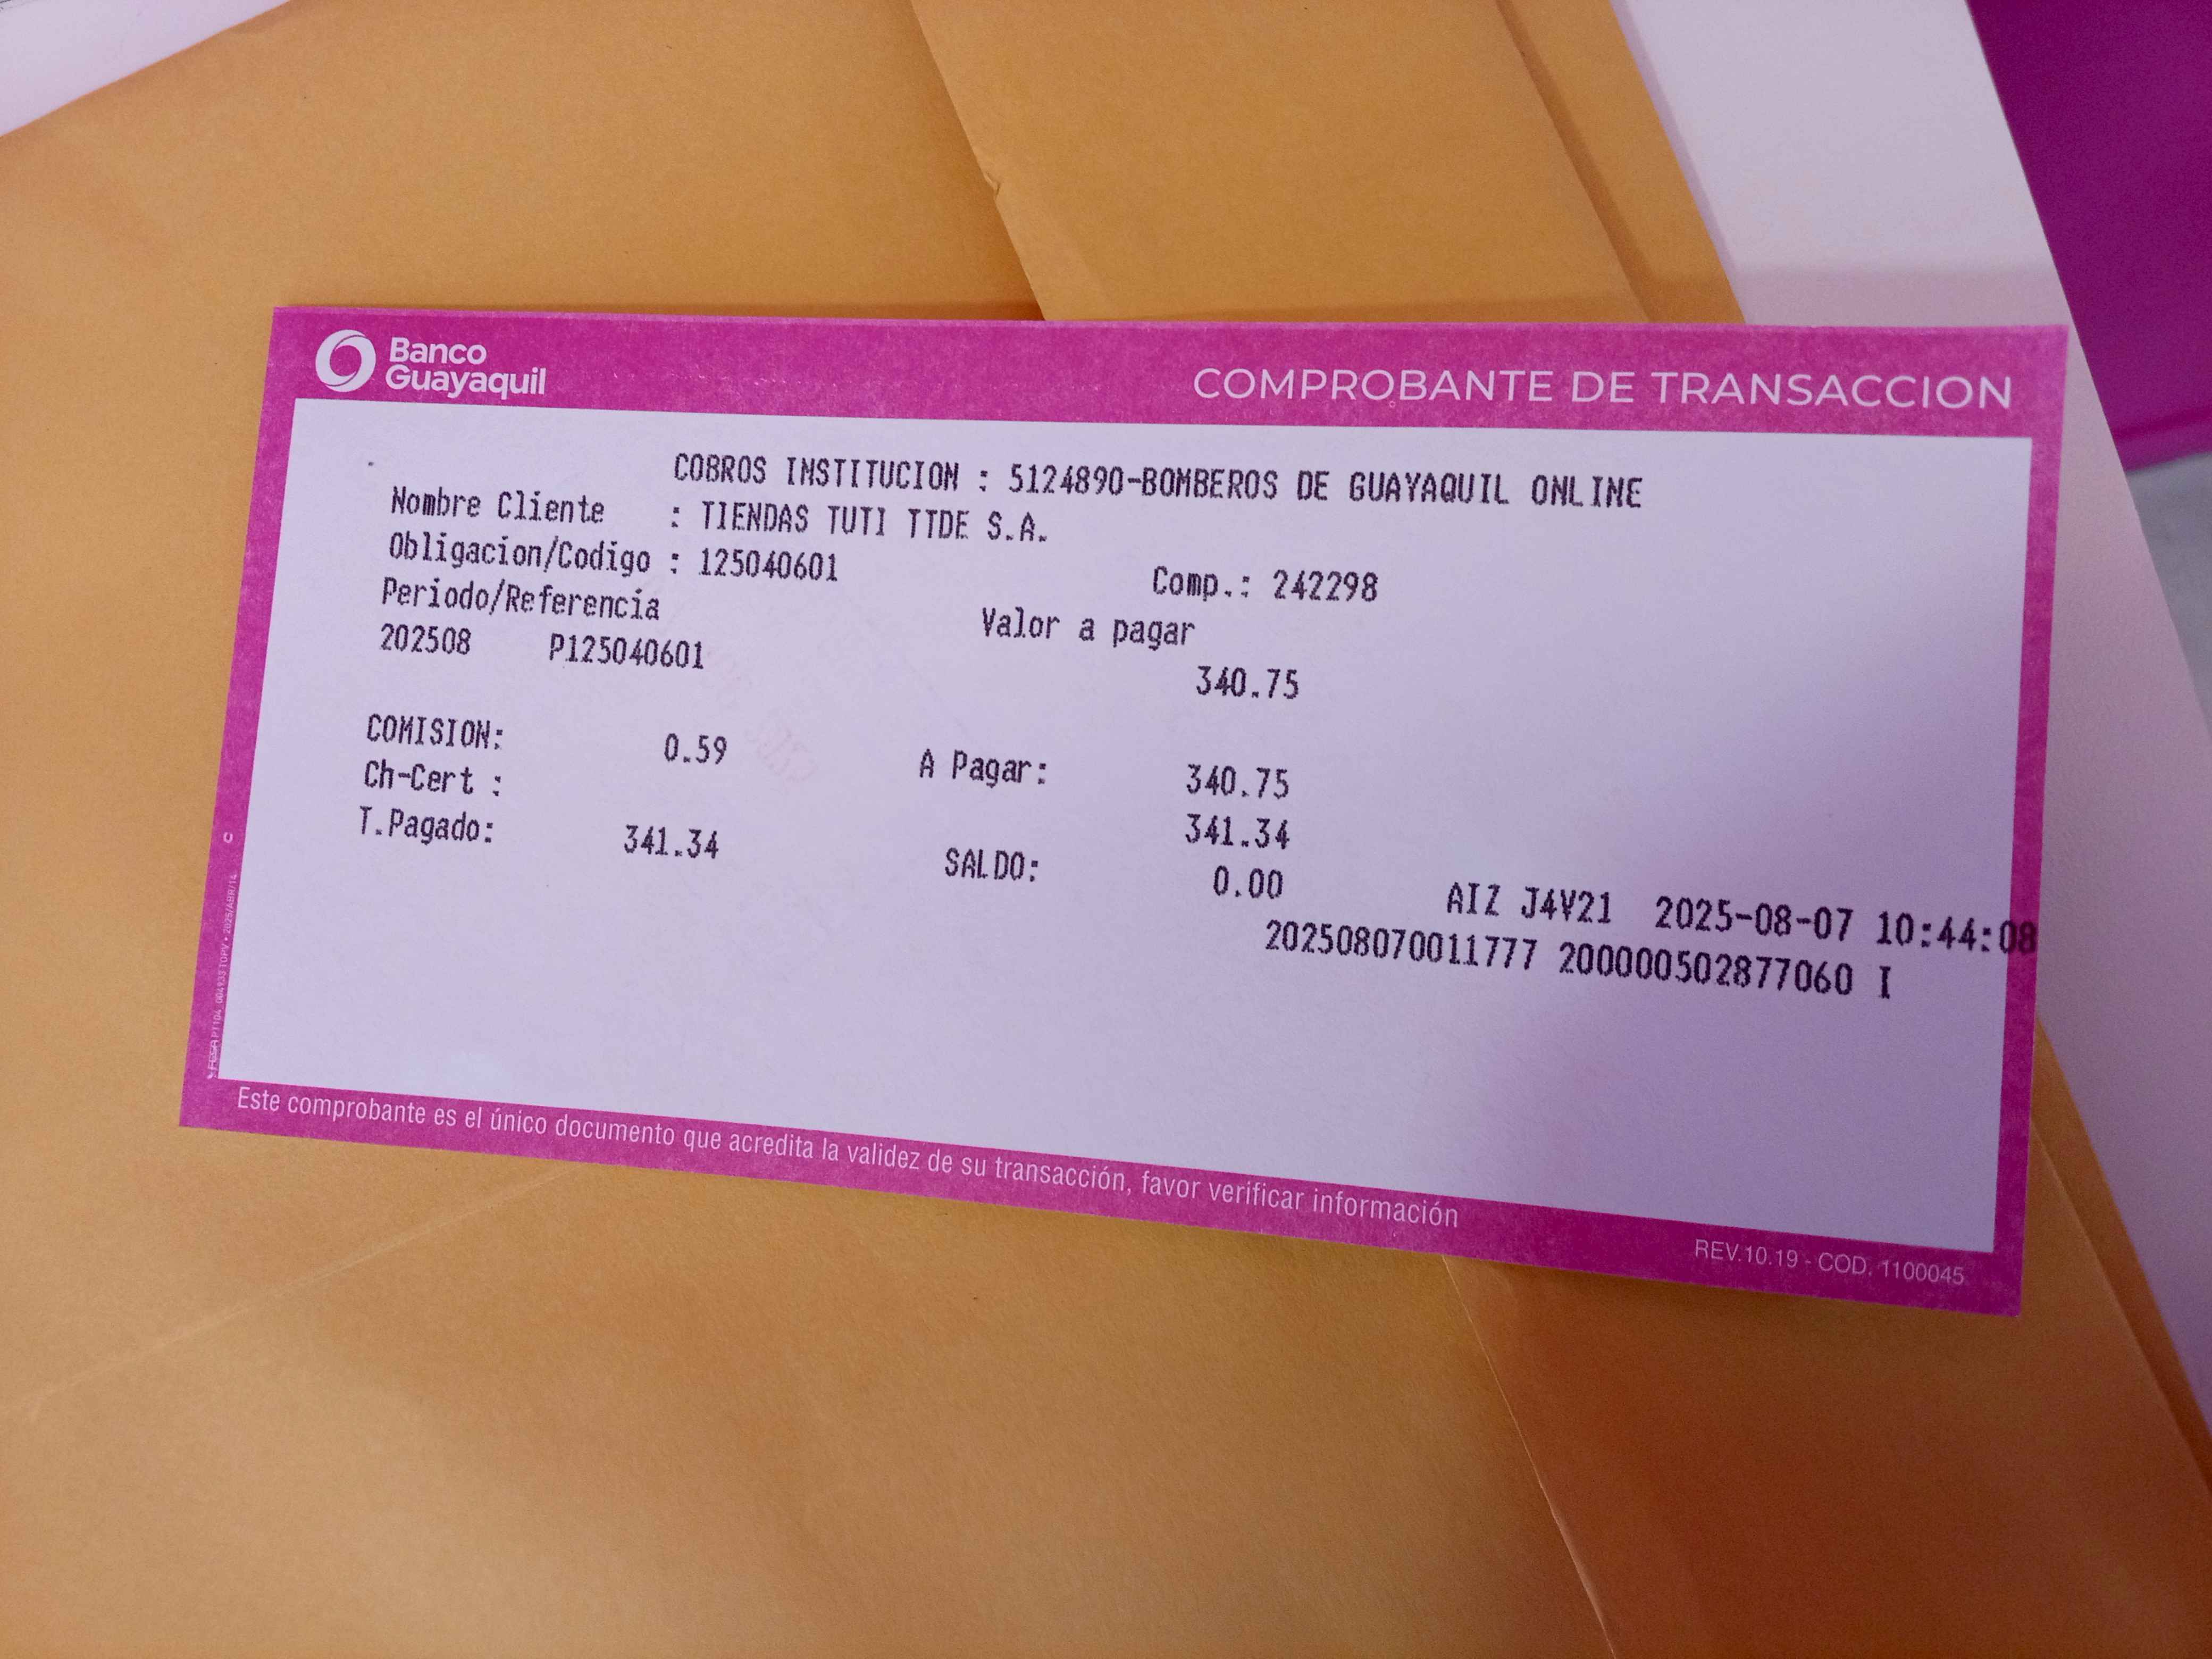 Banco
Guayaquil
COMPROBANTE DE TRANSACCION
COBROS INSTITUCION : 5124890-BOMBEROS DE GUAYAQUIL ONLINE
Nombre Cliente : TIENDAS TUTI TTDE S.A.
Obligacion/Codigo : 125040601 Comp.: 242298
Periodo/Referencia Valor a pagar
202508 P125040601 340.75
COMISION: 0.59 A Pagar: 340.75
Ch-Cert : 341.34
T.Pagado: 341.34 SALDO: 0.00
AIZ J4V21 2025-08-07 10:44:08
202508070011777 200000502877060 I
Este comprobante es el único documento que acredita la validez de su transacción, favor verificar información
REV.10.19 - COD. 1100045